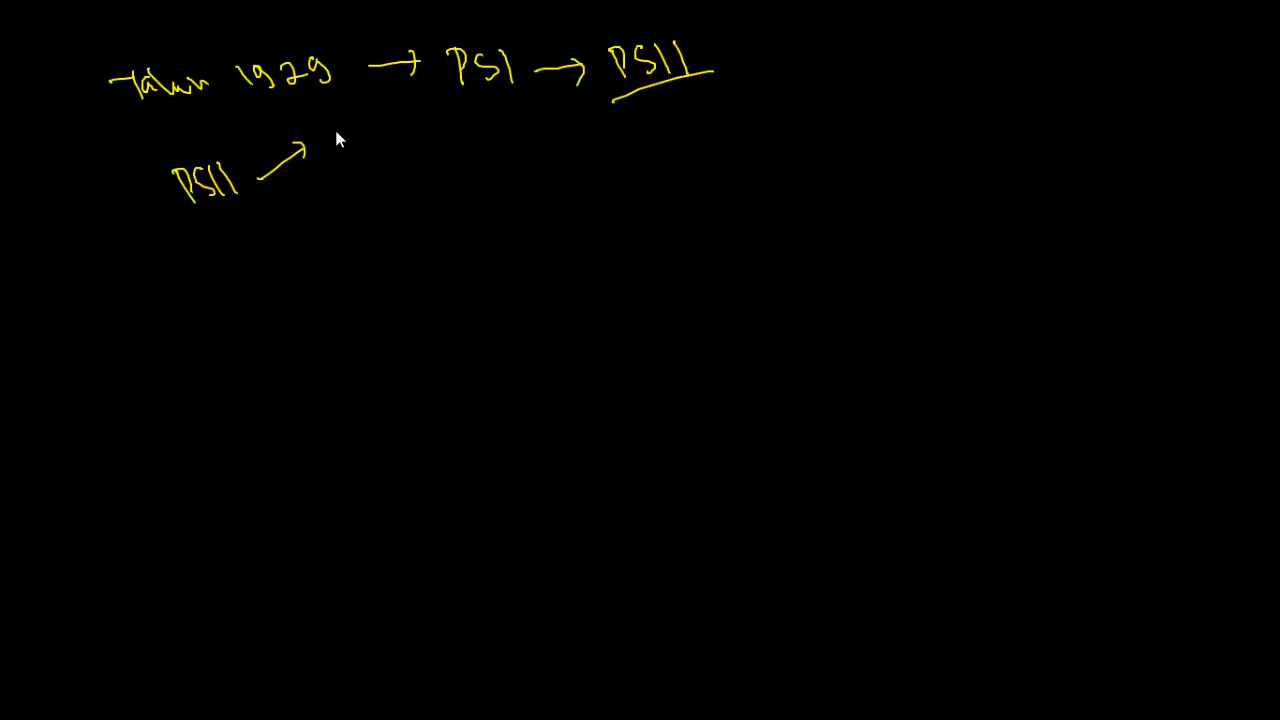 Tahun 1929 → PSI → PSII
PSII →